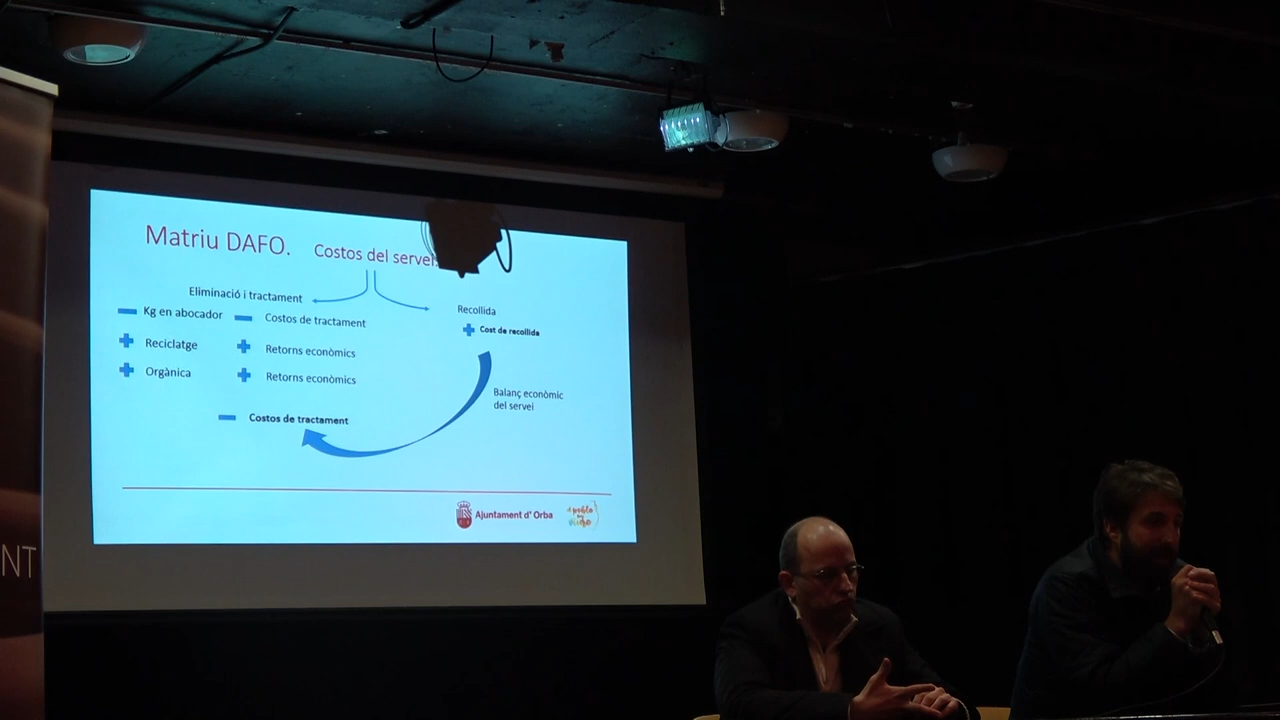 Matriu DAFO. Costos del servei
Eliminació i tractament
Kg en abocador
Costos de tractament
Reciclatge
Retorns econòmics
Orgànica
Retorns econòmics
Costos de tractament
Recollida
Cost de recollida
Balanç econòmic
del servei
Ajuntament d' Orba
NT